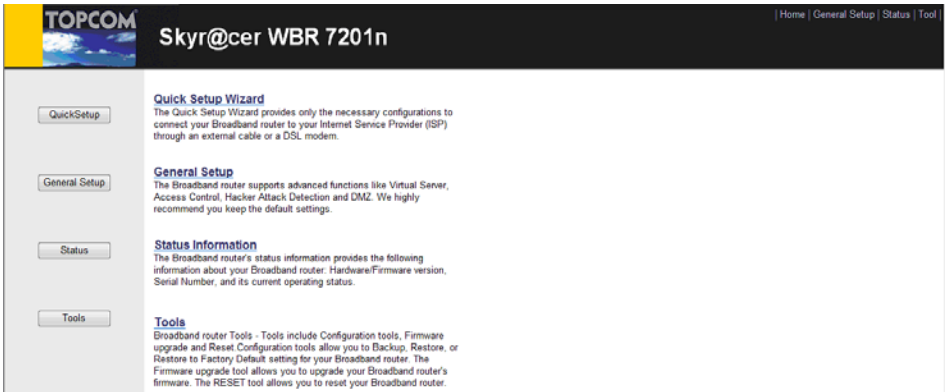 TOPCOM
| Home | General Setup | Status | Tool |
Skyr@cer WBR 7201n
QuickSetup
Quick Setup Wizard
The Quick Setup Wizard provides only the necessary configurations to
connect your Broadband router to your Internet Service Provider (ISP)
through an external cable or a DSL modem.
General Setup
General Setup
The Broadband router supports advanced functions like Virtual Server,
Access Control, Hacker Attack Detection and DMZ. We highly
recommend you keep the default settings.
Status
Status Information
The Broadband router's status information provides the following
information about your Broadband router: Hardware/Firmware version,
Serial Number, and its current operating status.
Tools
Tools
Broadband router Tools - Tools include Configuration tools, Firmware
upgrade and Reset.Configuration tools allow you to Backup, Restore, or
Restore to Factory Default setting for your Broadband router. The
Firmware upgrade tool allows you to upgrade your Broadband router's
firmware. The RESET tool allows you to reset your Broadband router.